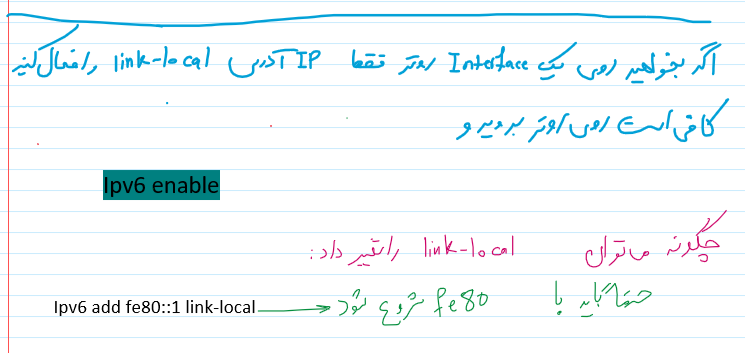 اگر بخواهید روی یک Interface روتر فقط IP آدرس link-local را فعال کنید
کافی است روی روتر بروید و
Ipv6 enable
چگونه میتوان link-local را تغییر داد:
حتما باید با fe80 شروع شود
Ipv6 add fe80::1 link-local